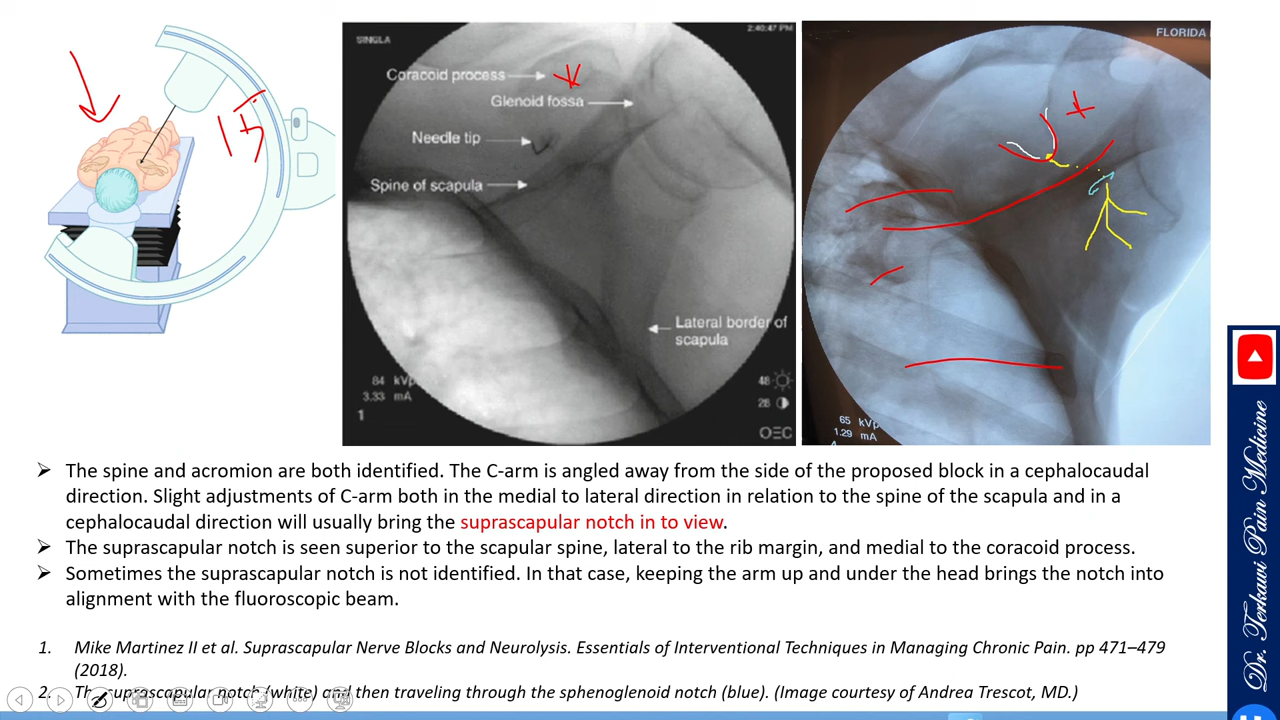 15
SINGLA
2:40:47 PM
Coracoid process
Glenoid fossa
Needle tip
Spine of scapula
Lateral border of
scapula
84 kVp
3.33 mA
1
48
28
OEC
FLORIDA
65 kVp
1.29 mA
➢ The spine and acromion are both identified. The C-arm is angled away from the side of the proposed block in a cephalocaudal
direction. Slight adjustments of C-arm both in the medial to lateral direction in relation to the spine of the scapula and in a
cephalocaudal direction will usually bring the suprascapular notch in to view.
➢ The suprascapular notch is seen superior to the scapular spine, lateral to the rib margin, and medial to the coracoid process.
➢ Sometimes the suprascapular notch is not identified. In that case, keeping the arm up and under the head brings the notch into
alignment with the fluoroscopic beam.
1. Mike Martinez II et al. Suprascapular Nerve Blocks and Neurolysis. Essentials of Interventional Techniques in Managing Chronic Pain. pp 471–479
(2018).
2. The suprascapular notch (white) and then traveling through the sphenoglenoid notch (blue). (Image courtesy of Andrea Trescot, MD.)
Dr. Terkawi Pain Medicine